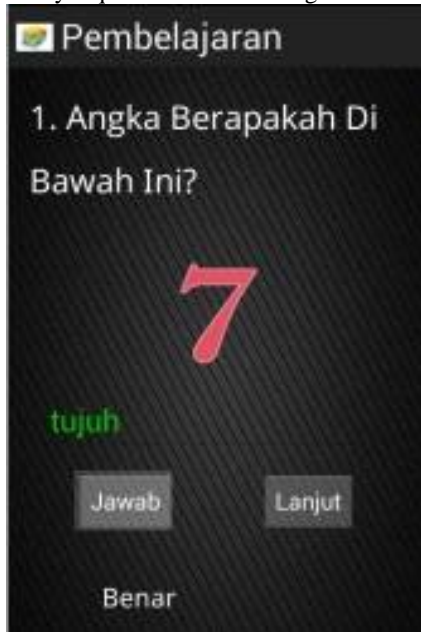 Pembelajaran
1. Angka Berapakah Di
Bawah Ini?
7
tujuh
Jawab
Lanjut
Benar